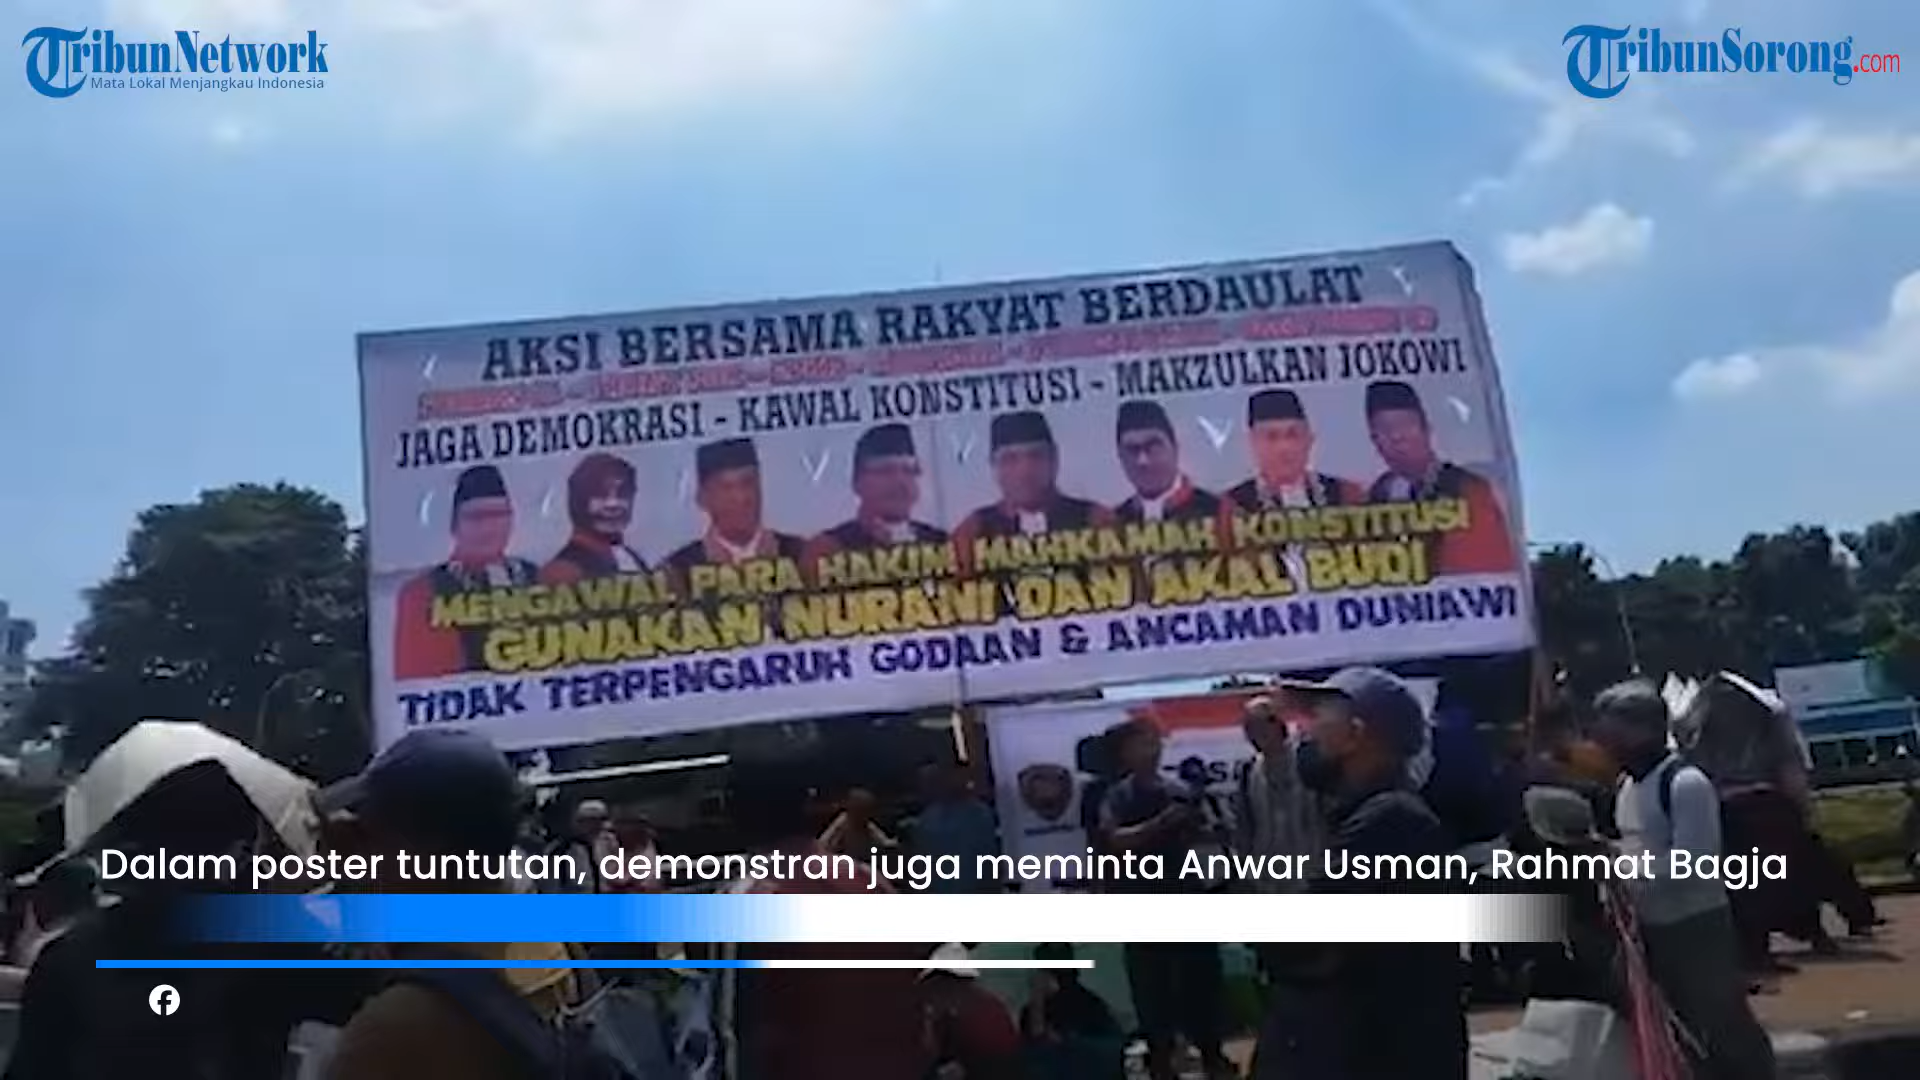 TribunNetwork
Mata Lokal Menjangkau Indonesia
TribunSorong.com
AKSI BERSAMA RAKYAT BERDAULAT
JAGA DEMOKRASI - KAWAL KONSTITUSI - MAKZULKAN JOKOWI
MENGAWAL PARA HAKIM MAHKAMAH KONSTITUSI
GUNAKAN NURANI DAN AKAL BUDI
TIDAK TERPENGARUH GODAAN & ANCAMAN DUNIAWI
Dalam poster tuntutan, demonstran juga meminta Anwar Usman, Rahmat Bagja